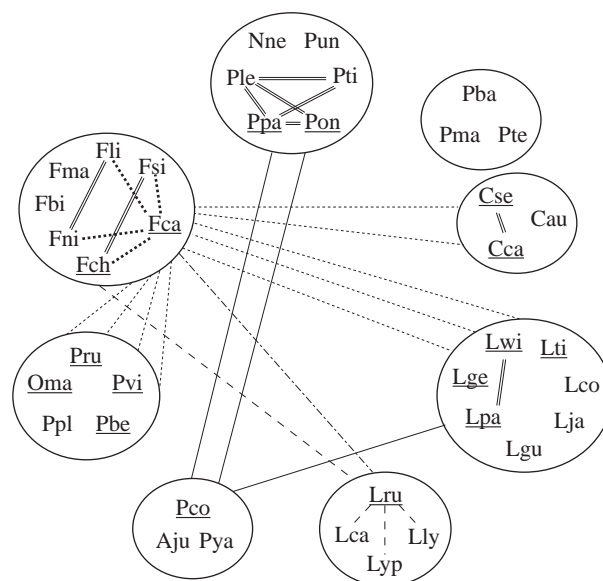 Nne Pun
Ple Pti
Ppa Pon
Pba
Pma Pte
Fli Fsi
Fma
Fbi
Fca
Fni
Fch
Cse
Cau
Cca
Pru
Oma Pvi
Ppl Pbe
Lwi Lti
Lge Lco
Lpa Lja
Lgu
Pco
Aju Pya
Lru
Lca Lly
Lyp